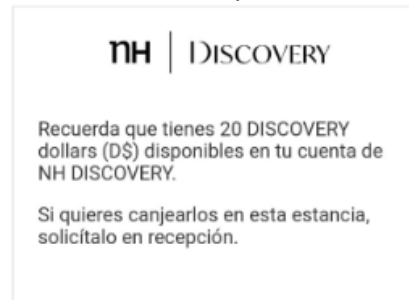 NH | DISCOVERY
Recuerda que tienes 20 DISCOVERY
dollars (D$) disponibles en tu cuenta de
NH DISCOVERY.
Si quieres canjearlos en esta estancia,
solicítalo en recepción.